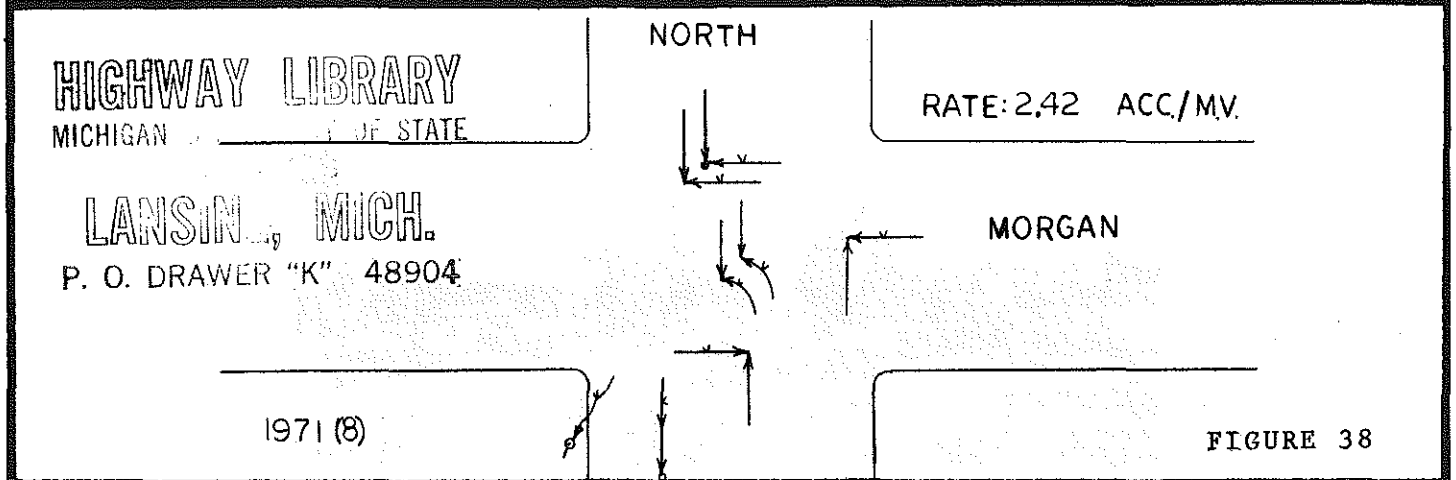 NORTH
HIGHWAY LIBRARY
MICHIGAN OF STATE
RATE: 2.42 ACC./M.V.
LANSIN , MICH.
MORGAN
P. O. DRAWER "K" 48904
1971 (8)
FIGURE 38